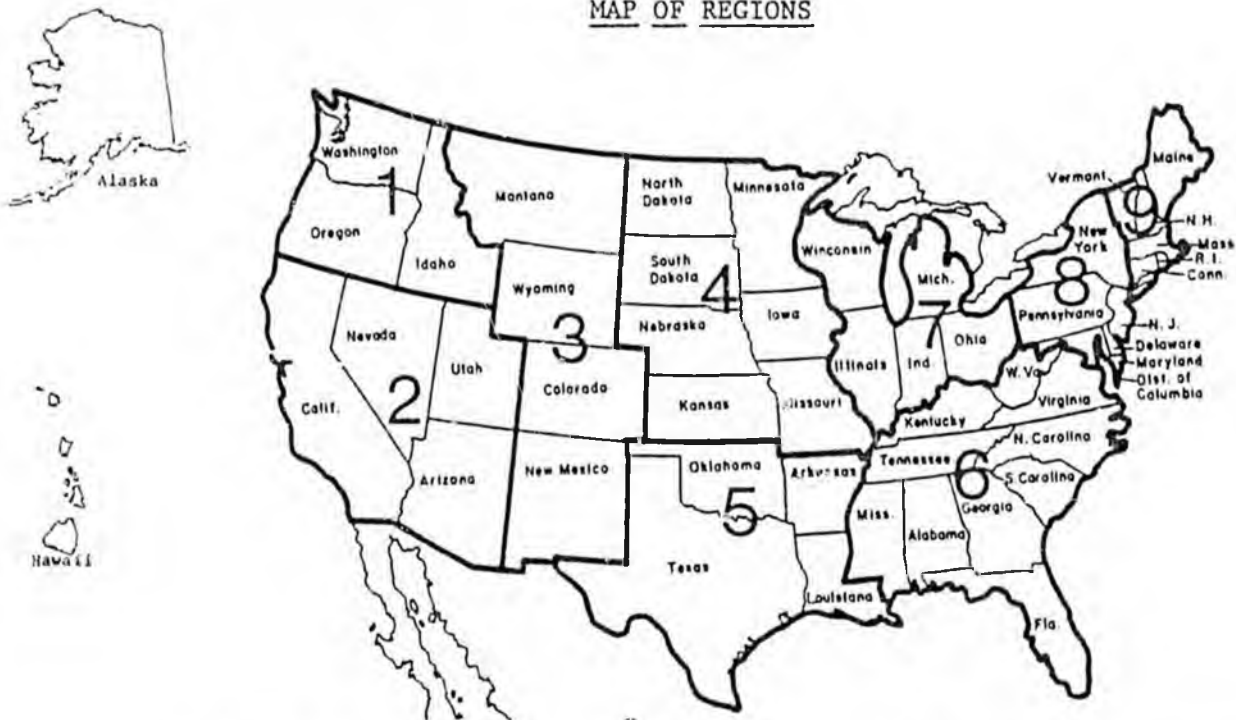 MAP OF REGIONS
Alaska
Hawaii
Washington
1
Oregon
Idaho
Montana
Wyoming
3
Colorado
New Mexico
Nevada
Utah
2
Calif.
Arizona
North
Dakota
South
Dakota
4
Nebraska
Kansas
Minnesota
Iowa
Missouri
Oklahoma
5
Texas
Arkansas
Louisiana
Wisconsin
Mich.
7
Illinois
Ind.
Ohio
Kentucky
Tennessee
6
Miss.
Alabama
Georgia
Fla.
S. Carolina
N. Carolina
Virginia
W. Va
Pennsylvania
8
New
York
Vermont
9
Maine
N.H.
Mass
R.I.
Conn.
N. J.
Delaware
Maryland
Dist. of
Columbia